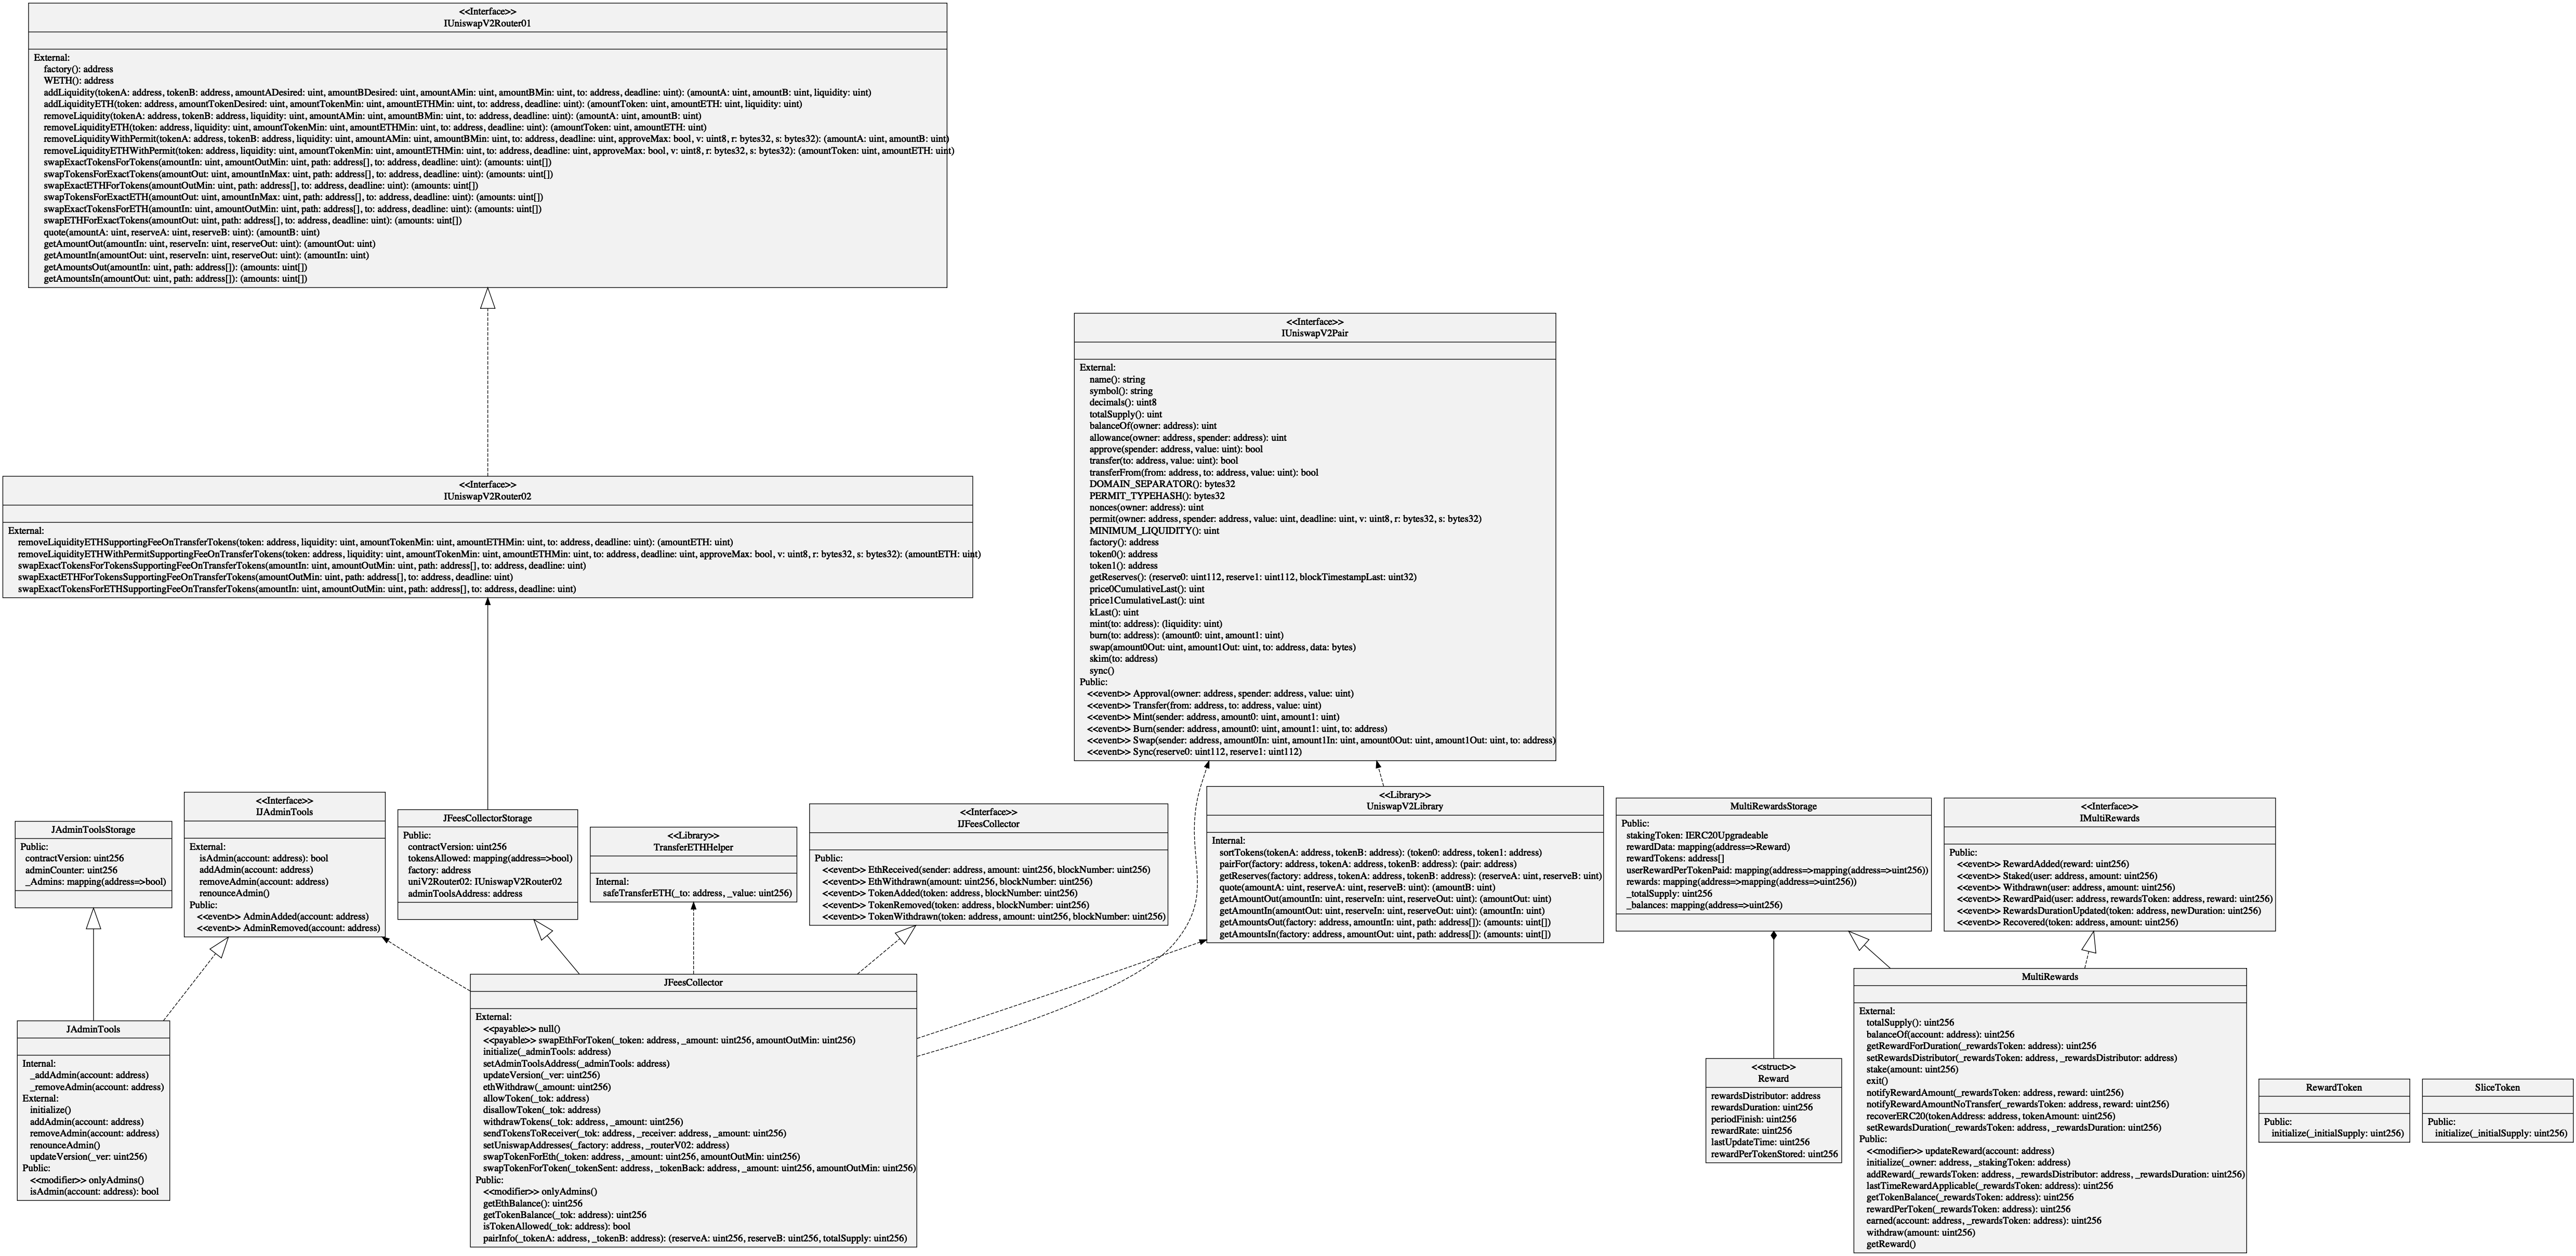 <<Interface>>
IUniswapV2Router01
External:
factory(): address
WETH(): address
addLiquidity(tokenA: address, tokenB: address, amountADesired: uint, amountBDesired: uint, amountAMin: uint, amountBMin: uint, to: address, deadline: uint): (amountA: uint, amountB: uint, liquidity: uint)
addLiquidityETH(token: address, amountTokenDesired: uint, amountTokenMin: uint, amountETHMin: uint, to: address, deadline: uint): (amountToken: uint, amountETH: uint, liquidity: uint)
removeLiquidity(tokenA: address, tokenB: address, liquidity: uint, amountAMin: uint, amountBMin: uint, to: address, deadline: uint): (amountA: uint, amountB: uint)
removeLiquidityETH(token: address, liquidity: uint, amountTokenMin: uint, amountETHMin: uint, to: address, deadline: uint): (amountToken: uint, amountETH: uint)
removeLiquidityWithPermit(tokenA: address, tokenB: address, liquidity: uint, amountAMin: uint, amountBMin: uint, to: address, deadline: uint, approveMax: bool, v: uint8, r: bytes32, s: bytes32): (amountA: uint, amountB: uint)
removeLiquidityETHWithPermit(token: address, liquidity: uint, amountTokenMin: uint, amountETHMin: uint, to: address, deadline: uint, approveMax: bool, v: uint8, r: bytes32, s: bytes32): (amountToken: uint, amountETH: uint)
swapExactTokensForTokens(amountIn: uint, amountOutMin: uint, path: address[], to: address, deadline: uint): (amounts: uint[])
swapTokensForExactTokens(amountOut: uint, amountInMax: uint, path: address[], to: address, deadline: uint): (amounts: uint[])
swapExactETHForTokens(amountOutMin: uint, path: address[], to: address, deadline: uint): (amounts: uint[])
swapTokensForExactETH(amountOut: uint, amountInMax: uint, path: address[], to: address, deadline: uint): (amounts: uint[])
swapExactTokensForETH(amountIn: uint, amountOutMin: uint, path: address[], to: address, deadline: uint): (amounts: uint[])
swapETHForExactTokens(amountOut: uint, path: address[], to: address, deadline: uint): (amounts: uint[])
quote(amountA: uint, reserveA: uint, reserveB: uint): (amountB: uint)
getAmountOut(amountIn: uint, reserveIn: uint, reserveOut: uint): (amountOut: uint)
getAmountIn(amountOut: uint, reserveIn: uint, reserveOut: uint): (amountIn: uint)
getAmountsOut(amountIn: uint, path: address[]): (amounts: uint[])
getAmountsIn(amountOut: uint, path: address[]): (amounts: uint[])
<<Interface>>
IUniswapV2Pair
External:
name(): string
symbol(): string
decimals(): uint8
totalSupply(): uint
balanceOf(owner: address): uint
allowance(owner: address, spender: address): uint
approve(spender: address, value: uint): bool
transfer(to: address, value: uint): bool
transferFrom(from: address, to: address, value: uint): bool
DOMAIN_SEPARATOR(): bytes32
PERMIT_TYPEHASH(): bytes32
nonces(owner: address): uint
permit(owner: address, spender: address, value: uint, deadline: uint, v: uint8, r: bytes32, s: bytes32)
MINIMUM_LIQUIDITY(): uint
factory(): address
token0(): address
token1(): address
getReserves(): (reserve0: uint112, reserve1: uint112, blockTimestampLast: uint32)
price0CumulativeLast(): uint
price1CumulativeLast(): uint
kLast(): uint
mint(to: address): (liquidity: uint)
burn(to: address): (amount0: uint, amount1: uint)
swap(amount0Out: uint, amount1Out: uint, to: address, data: bytes)
skim(to: address)
sync()
Public:
<<event>> Approval(owner: address, spender: address, value: uint)
<<event>> Transfer(from: address, to: address, value: uint)
<<event>> Mint(sender: address, amount0: uint, amount1: uint)
<<event>> Burn(sender: address, amount0: uint, amount1: uint, to: address)
<<event>> Swap(sender: address, amount0In: uint, amount1In: uint, amount0Out: uint, amount1Out: uint, to: address)
<<event>> Sync(reserve0: uint112, reserve1: uint112)
<<Interface>>
IUniswapV2Router02
External:
removeLiquidityETHSupportingFeeOnTransferTokens(token: address, liquidity: uint, amountTokenMin: uint, amountETHMin: uint, to: address, deadline: uint): (amountETH: uint)
removeLiquidityETHWithPermitSupportingFeeOnTransferTokens(token: address, liquidity: uint, amountTokenMin: uint, amountETHMin: uint, to: address, deadline: uint, approveMax: bool, v: uint8, r: bytes32, s: bytes32): (amountETH: uint)
swapExactTokensForTokensSupportingFeeOnTransferTokens(amountIn: uint, amountOutMin: uint, path: address[], to: address, deadline: uint)
swapExactETHForTokensSupportingFeeOnTransferTokens(amountOutMin: uint, path: address[], to: address, deadline: uint)
swapExactTokensForETHSupportingFeeOnTransferTokens(amountIn: uint, amountOutMin: uint, path: address[], to: address, deadline: uint)
JAdminToolsStorage
Public:
contractVersion: uint256
adminCounter: uint256
_Admins: mapping(address=>bool)
<<Interface>>
IJAdminTools
External:
isAdmin(account: address): bool
addAdmin(account: address)
removeAdmin(account: address)
renounceAdmin()
Public:
<<event>> AdminAdded(account: address)
<<event>> AdminRemoved(account: address)
JFeesCollectorStorage
Public:
contractVersion: uint256
tokensAllowed: mapping(address=>bool)
factory: address
uniV2Router02: IUniswapV2Router02
adminToolsAddress: address
<<Library>>
TransferETHHelper
Internal:
safeTransferETH(_to: address, _value: uint256)
<<Interface>>
IJFeesCollector
Public:
<<event>> EthReceived(sender: address, amount: uint256, blockNumber: uint256)
<<event>> EthWithdrawn(amount: uint256, blockNumber: uint256)
<<event>> TokenAdded(token: address, blockNumber: uint256)
<<event>> TokenRemoved(token: address, blockNumber: uint256)
<<event>> TokenWithdrawn(token: address, amount: uint256, blockNumber: uint256)
<<Library>>
UniswapV2Library
Internal:
sortTokens(tokenA: address, tokenB: address): (token0: address, token1: address)
pairFor(factory: address, tokenA: address, tokenB: address): (pair: address)
getReserves(factory: address, tokenA: address, tokenB: address): (reserveA: uint, reserveB: uint)
quote(amountA: uint, reserveA: uint, reserveB: uint): (amountB: uint)
getAmountOut(amountIn: uint, reserveIn: uint, reserveOut: uint): (amountOut: uint)
getAmountIn(amountOut: uint, reserveIn: uint, reserveOut: uint): (amountIn: uint)
getAmountsOut(factory: address, amountIn: uint, path: address[]): (amounts: uint[])
getAmountsIn(factory: address, amountOut: uint, path: address[]): (amounts: uint[])
MultiRewardsStorage
Public:
stakingToken: IERC20Upgradeable
rewardData: mapping(address=>Reward)
rewardTokens: address[]
userRewardPerTokenPaid: mapping(address=>mapping(address=>uint256))
rewards: mapping(address=>mapping(address=>uint256))
_totalSupply: uint256
_balances: mapping(address=>uint256)
<<Interface>>
IMultiRewards
Public:
<<event>> RewardAdded(reward: uint256)
<<event>> Staked(user: address, amount: uint256)
<<event>> Withdrawn(user: address, amount: uint256)
<<event>> RewardPaid(user: address, rewardsToken: address, reward: uint256)
<<event>> RewardsDurationUpdated(token: address, newDuration: uint256)
<<event>> Recovered(token: address, amount: uint256)
JAdminTools
Internal:
_addAdmin(account: address)
_removeAdmin(account: address)
External:
initialize()
addAdmin(account: address)
removeAdmin(account: address)
renounceAdmin()
updateVersion(_ver: uint256)
Public:
<<modifier>> onlyAdmins()
isAdmin(account: address): bool
JFeesCollector
External:
<<payable>> null()
<<payable>> swapEthForToken(_token: address, _amount: uint256, amountOutMin: uint256)
initialize(_adminTools: address)
setAdminToolsAddress(_adminTools: address)
updateVersion(_ver: uint256)
ethWithdraw(_amount: uint256)
allowToken(_tok: address)
disallowToken(_tok: address)
withdrawTokens(_tok: address, _amount: uint256)
sendTokensToReceiver(_tok: address, _receiver: address, _amount: uint256)
setUniswapAddresses(_factory: address, _routerV02: address)
swapTokenForEth(_token: address, _amount: uint256, amountOutMin: uint256)
swapTokenForToken(_tokenSent: address, _tokenBack: address, _amount: uint256, amountOutMin: uint256)
Public:
<<modifier>> onlyAdmins()
getEthBalance(): uint256
getTokenBalance(_tok: address): uint256
isTokenAllowed(_tok: address): bool
pairInfo(_tokenA: address, _tokenB: address): (reserveA: uint256, reserveB: uint256, totalSupply: uint256)
<<struct>>
Reward
rewardsDistributor: address
rewardsDuration: uint256
periodFinish: uint256
rewardRate: uint256
lastUpdateTime: uint256
rewardPerTokenStored: uint256
MultiRewards
External:
totalSupply(): uint256
balanceOf(account: address): uint256
getRewardForDuration(_rewardsToken: address): uint256
setRewardsDistributor(_rewardsToken: address, _rewardsDistributor: address)
stake(amount: uint256)
exit()
notifyRewardAmount(_rewardsToken: address, reward: uint256)
notifyRewardAmountNoTransfer(_rewardsToken: address, reward: uint256)
recoverERC20(tokenAddress: address, tokenAmount: uint256)
setRewardsDuration(_rewardsToken: address, _rewardsDuration: uint256)
Public:
<<modifier>> updateReward(account: address)
initialize(_owner: address, _stakingToken: address)
addReward(_rewardsToken: address, _rewardsDistributor: address, _rewardsDuration: uint256)
lastTimeRewardApplicable(_rewardsToken: address): uint256
getTokenBalance(_rewardsToken: address): uint256
rewardPerToken(_rewardsToken: address): uint256
earned(account: address, _rewardsToken: address): uint256
withdraw(amount: uint256)
getReward()
RewardToken
Public:
initialize(_initialSupply: uint256)
SliceToken
Public:
initialize(_initialSupply: uint256)